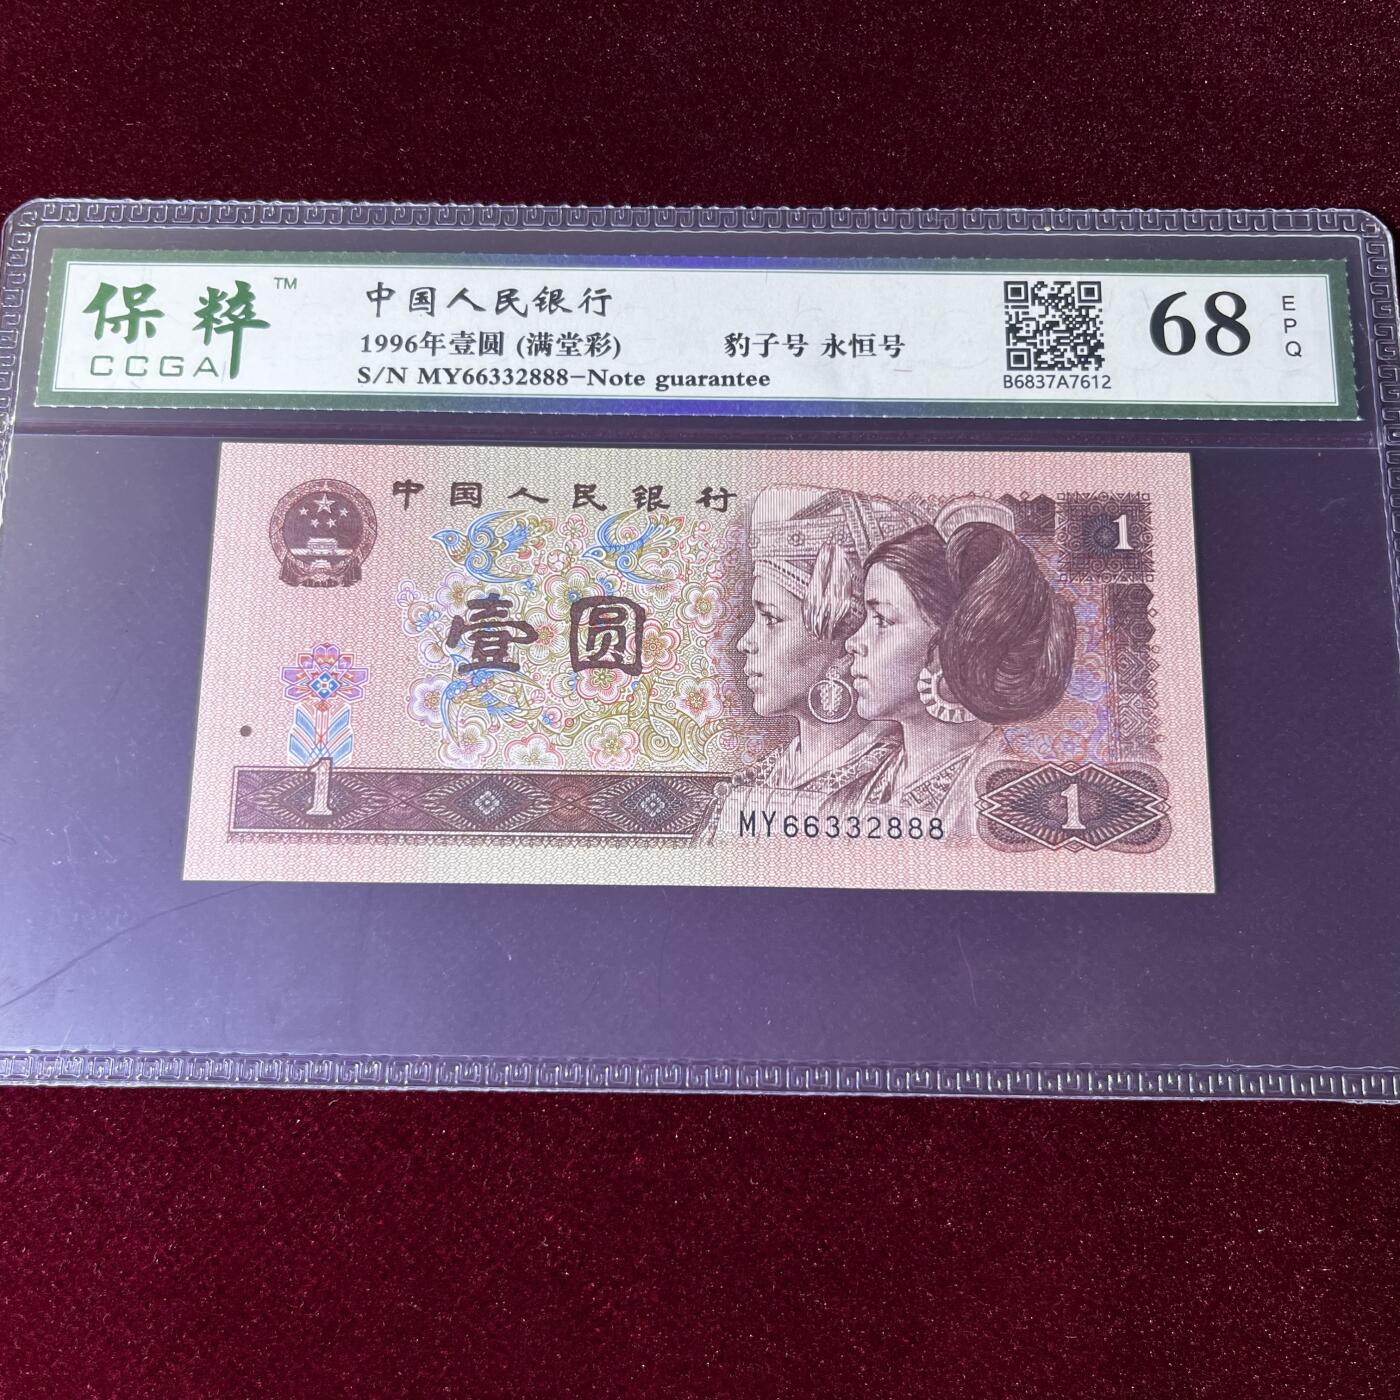 保粹™
CCGA
中国人民银行
1996年壹圆 (满堂彩)
豹子号 永恒号
S/N MY66332888-Note guarantee
B6837A7612
68
EPQ
中国人民银行
壹圆
1
1
MY66332888
1